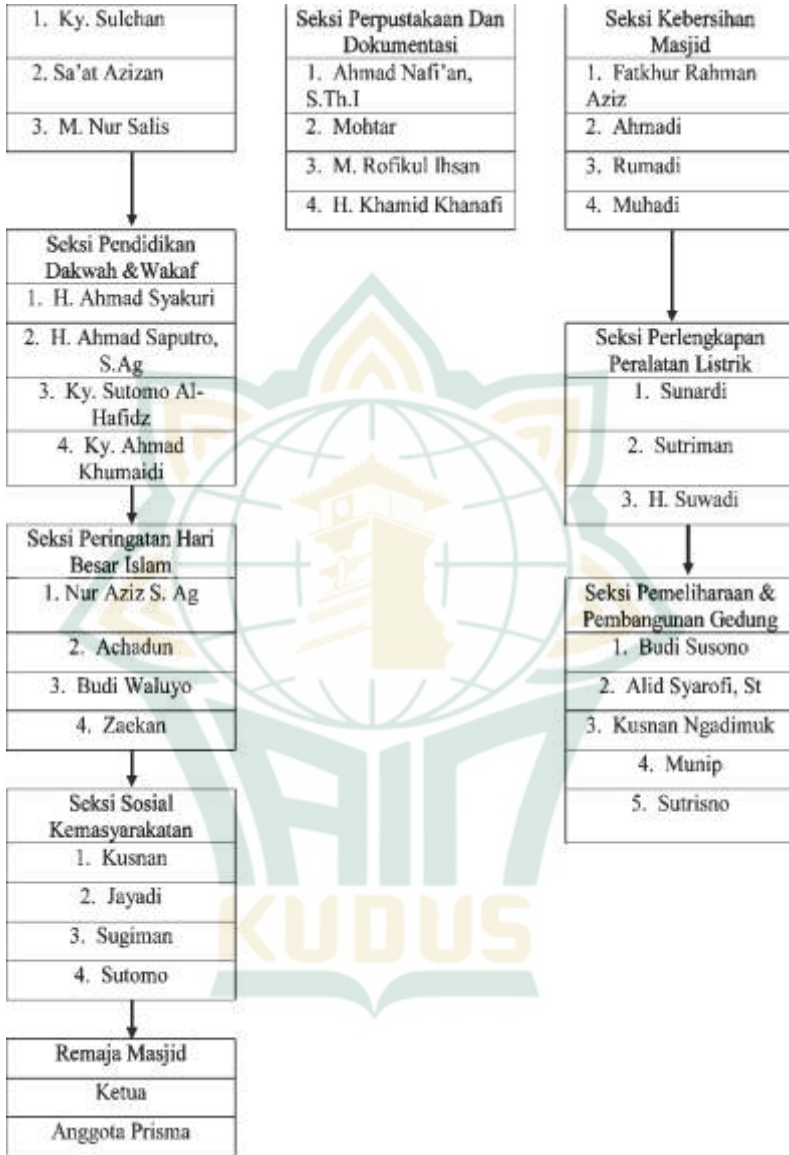 1. Ky. Sulchan
2. Sa'at Azizan
3. M. Nur Salis
Seksi Pendidikan
Dakwah &Wakaf
1. H. Ahmad Syakuri
2. H. Ahmad Saputro,
S.Ag
3. Ky. Sutomo Al-
Hafidz
4. Ky. Ahmad
Khumaidi
Seksi Peringatan Hari
Besar Islam
1. Nur Aziz S. Ag
2. Achadun
3. Budi Waluyo
4. Zaekan
Seksi Sosial
Kemasyarakatan
1. Kusnan
2. Jayadi
3. Sugiman
4. Sutomo
Remaja Masjid
Ketua
Anggota Prisma
Seksi Perpustakaan Dan
Dokumentasi
1. Ahmad Nafi'an,
S.Th.I
2. Mohtar
3. M. Rofikul Ihsan
4. H. Khamid Khanafi
Seksi Kebersihan
Masjid
1. Fatkhur Rahman
Aziz
2. Ahmadi
3. Rumadi
4. Muhadi
Seksi Perlengkapan
Peralatan Listrik
1. Sunardi
2. Sutriman
3. H. Suwadi
Seksi Pemeliharaan &
Pembangunan Gedung
1. Budi Susono
2. Alid Syarofi, St
3. Kusnan Ngadimuk
4. Munip
5. Sutrisno
IAIN
KUDUS